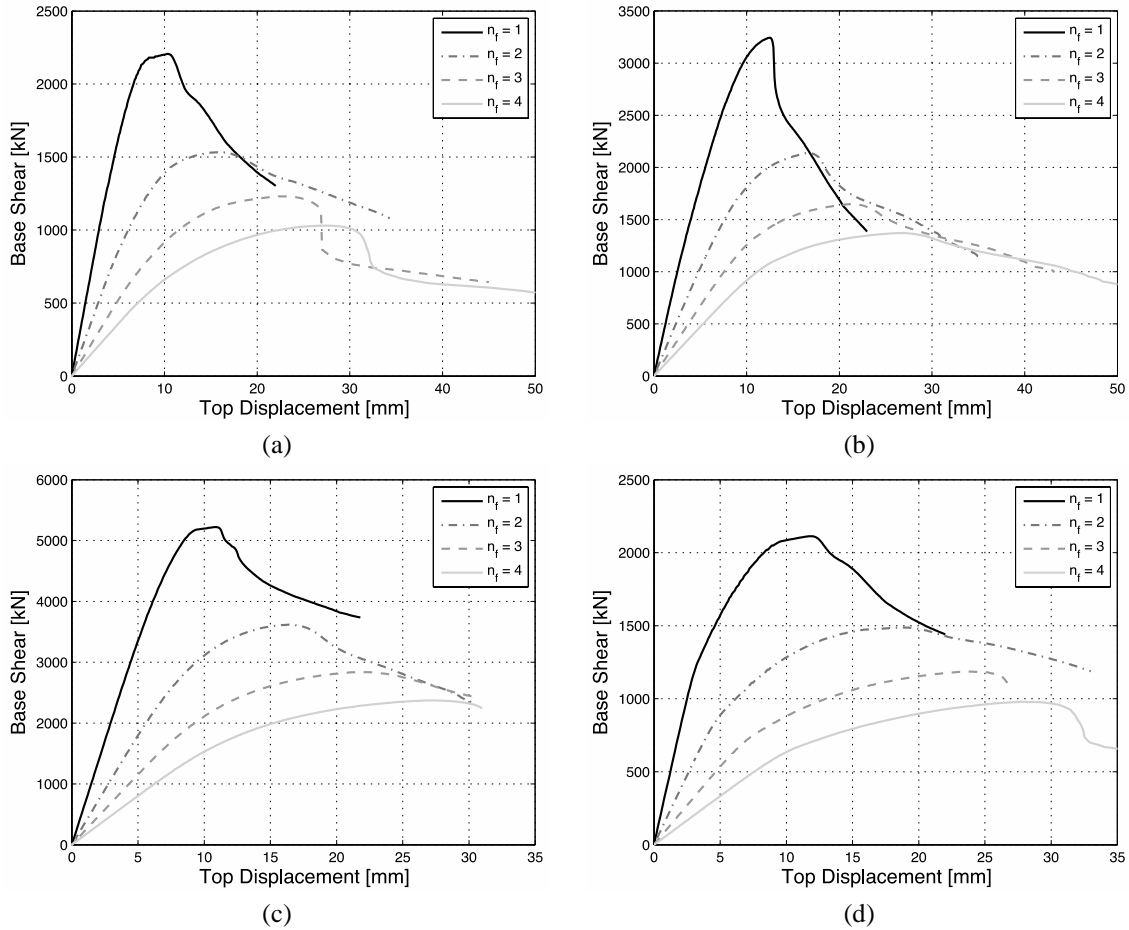 2500
2000
1500
1000
500
0
Base Shear [kN]
n_f = 1
n_f = 2
n_f = 3
n_f = 4
0 10 20 30 40 50
Top Displacement [mm]
(a)
3500
3000
2500
2000
1500
1000
500
0
Base Shear [kN]
n_f = 1
n_f = 2
n_f = 3
n_f = 4
0 10 20 30 40 50
Top Displacement [mm]
(b)
6000
5000
4000
3000
2000
1000
0
Base Shear [kN]
n_f = 1
n_f = 2
n_f = 3
n_f = 4
0 5 10 15 20 25 30 35
Top Displacement [mm]
(c)
2500
2000
1500
1000
500
0
Base Shear [kN]
n_f = 1
n_f = 2
n_f = 3
n_f = 4
0 5 10 15 20 25 30 35
Top Displacement [mm]
(d)